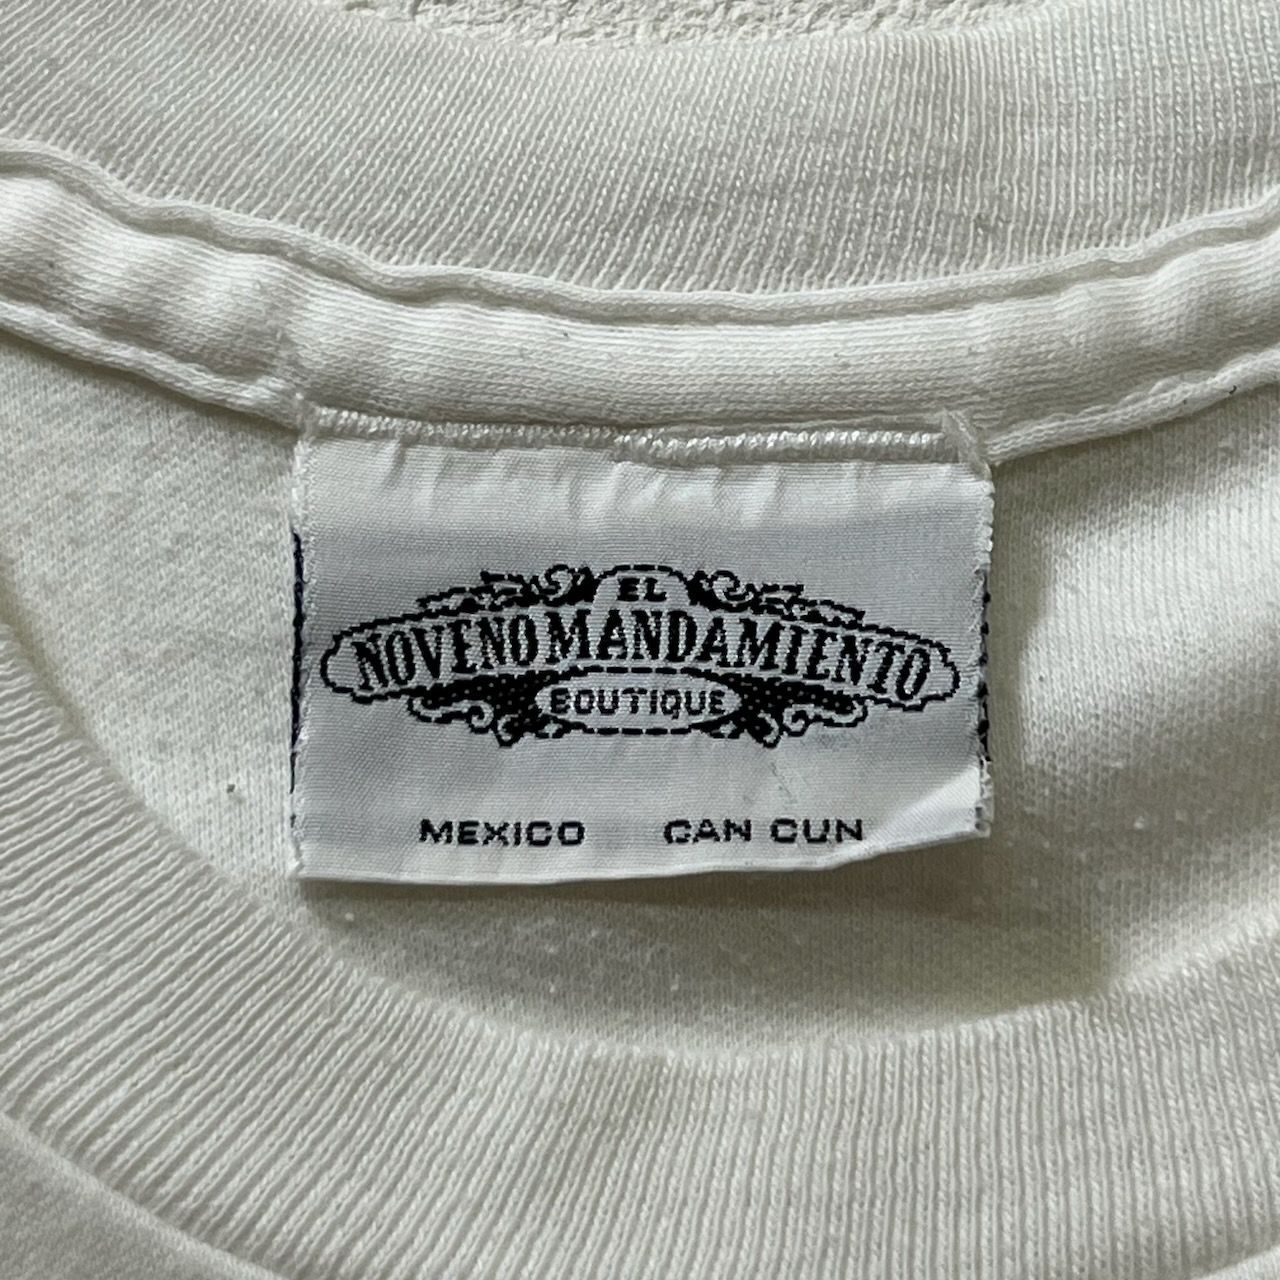 EL
NOVENO MANDAMIENTO
BOUTIQUE
MEXICO CAN CUN